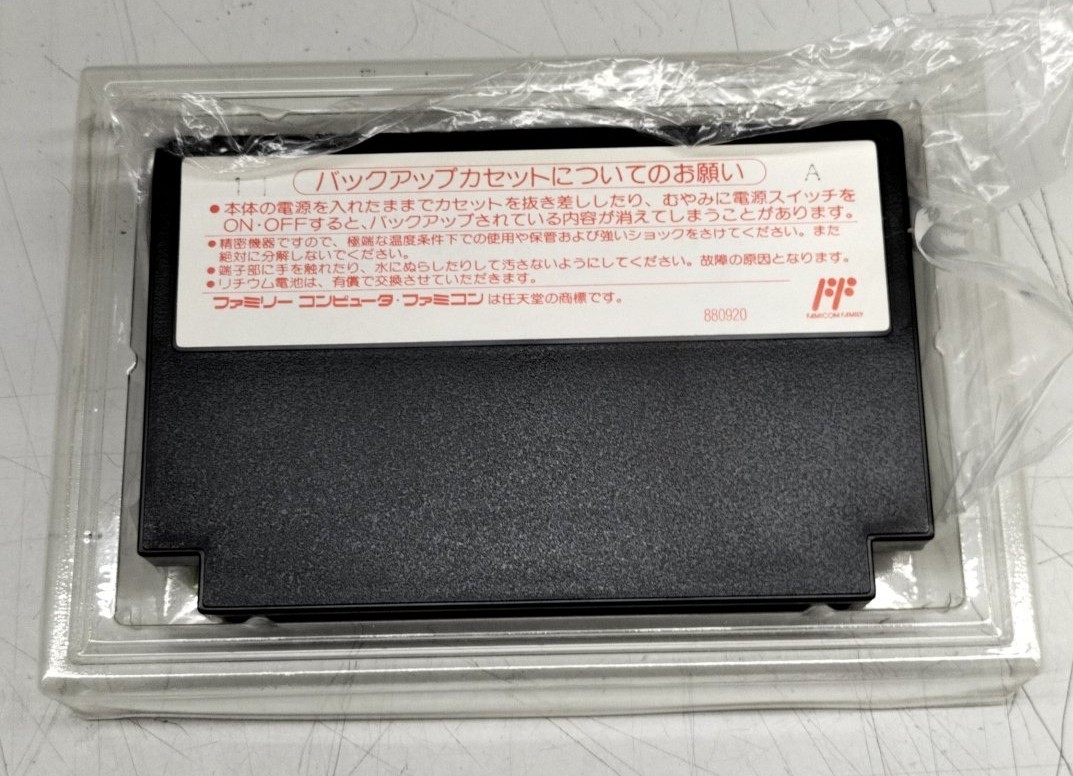 バックアップカセットについてのお願い A
●本体の電源を入れたままでカセットを抜き差ししたり、むやみに電源スイッチを
ON・OFFすると、バックアップされている内容が消えてしまうことがあります。
●精密機器ですので、極端な温度条件下での使用や保管および強いショックをさけてください。また
絶対に分解しないでください。
●端子部に手を触れたり、水にぬらしたりして汚さないようにしてください。故障の原因となります。
●リチウム電池は、有償で交換させていただきます。
ファミリーコンピュータ・ファミコンは任天堂の商標です。
880920
FF
FAMICOM FAMILY